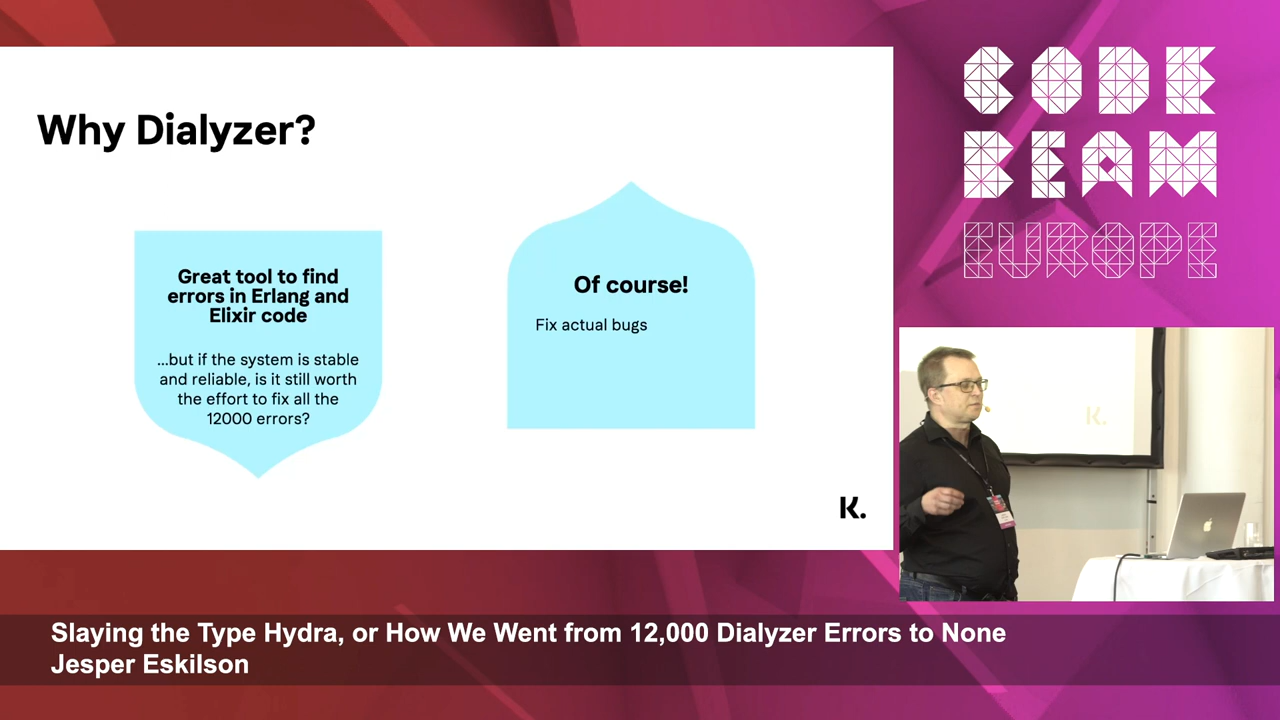 Why Dialyzer?
Great tool to find
errors in Erlang and
Elixir code
...but if the system is stable
and reliable, is it still worth
the effort to fix all the
12000 errors?
Of course!
Fix actual bugs
K.
CODE
BEAM
EUROPE
K.
Slaying the Type Hydra, or How We Went from 12,000 Dialyzer Errors to None
Jesper Eskilson